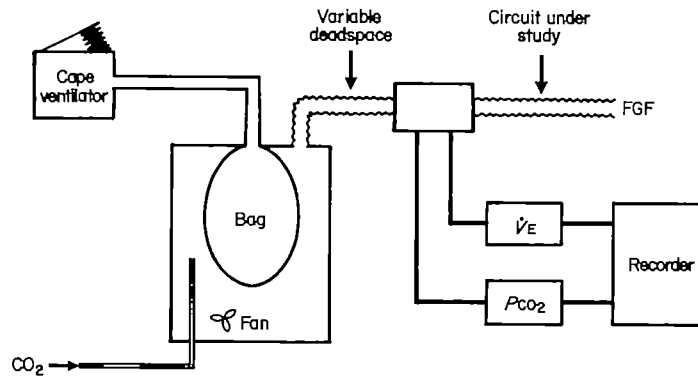 Variable
deadspace
Circuit under
study
Cape
ventilator
FGF
Bag
V̇E
Recorder
PCO₂
Fan
CO₂